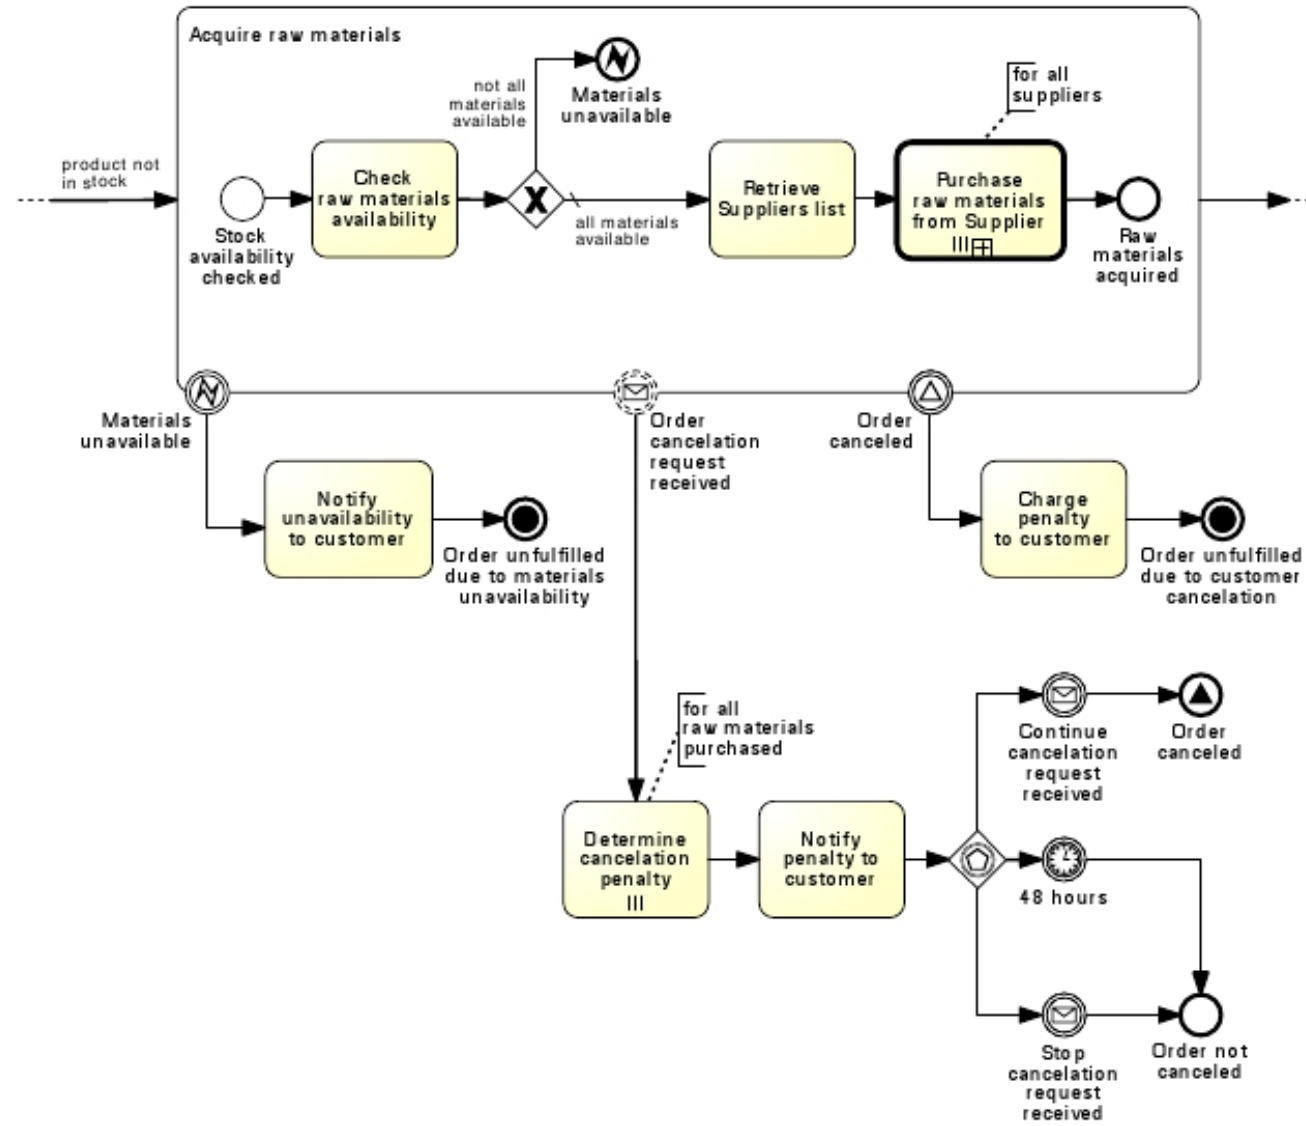 Acquire raw materials
not all
materials
available
Materials
unavailable
for all
suppliers
product not
in stock
Stock
availability
checked
Check
raw materials
availability
X
all materials
available
Retrieve
Suppliers list
Purchase
raw materials
from Supplier
Raw
materials
acquired
Materials
unavailable
Order
cancelation
request
received
Order
canceled
Notify
unavailability
to customer
Order unfulfilled
due to materials
unavailability
Charge
penalty
to customer
Order unfulfilled
due to customer
cancelation
for all
raw materials
purchased
Continue
cancelation
request
received
Order
canceled
Determine
cancelation
penalty
Notify
penalty to
customer
48 hours
Stop
cancelation
request
received
Order not
canceled